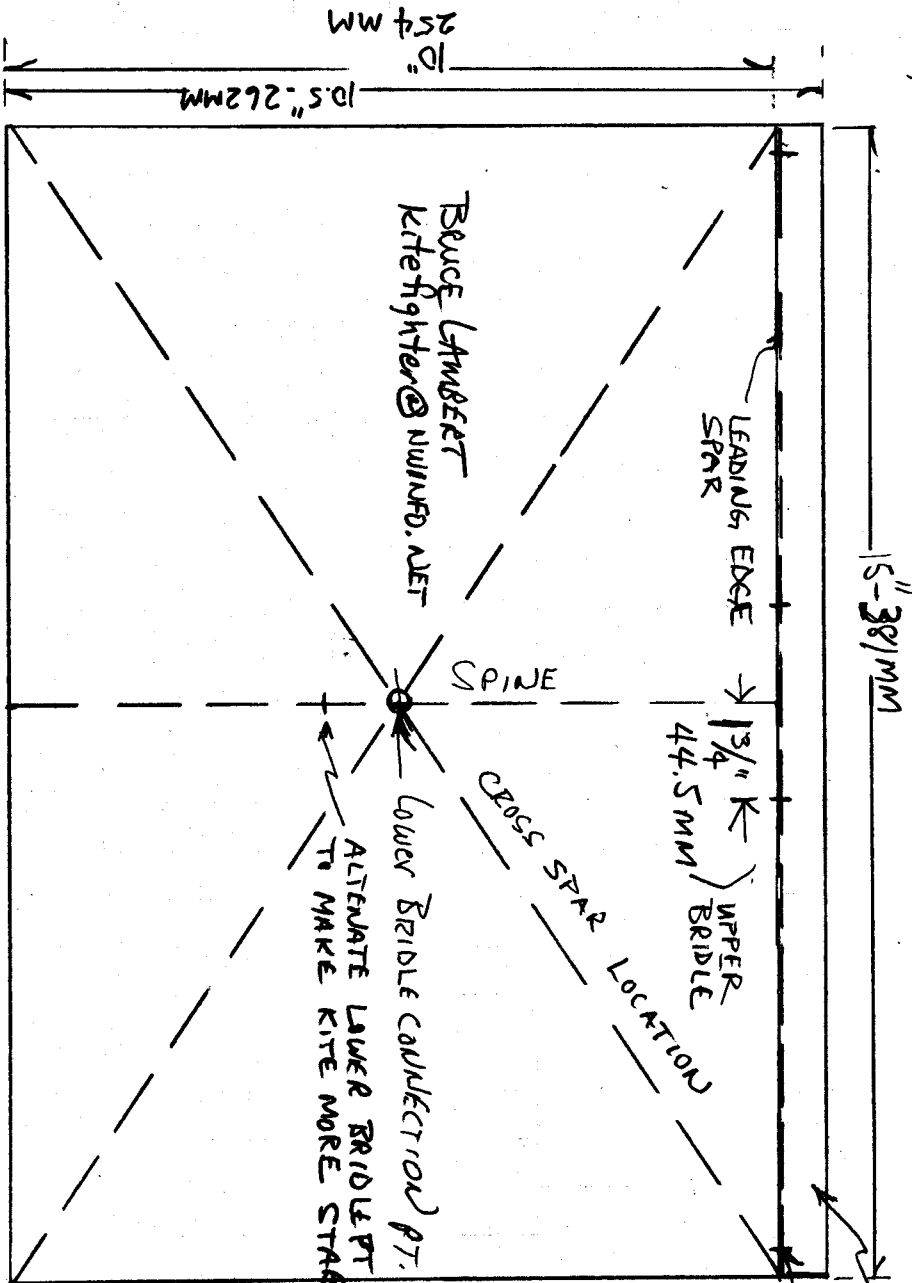 15"-381MM
10.5"-262MM
10"
254 MM
LEADING EDGE
SPAR
1 3/4"
44.5MM
UPPER
BRIDLE
SPINE
CROSS SPAR LOCATION
BRUCE LAMBERT
Kitefighter@NWINFO.NET
Lower BRIDLE CONNECTION PT.
ALTENATE LOWER BRIDLE PT
TO MAKE KITE MORE